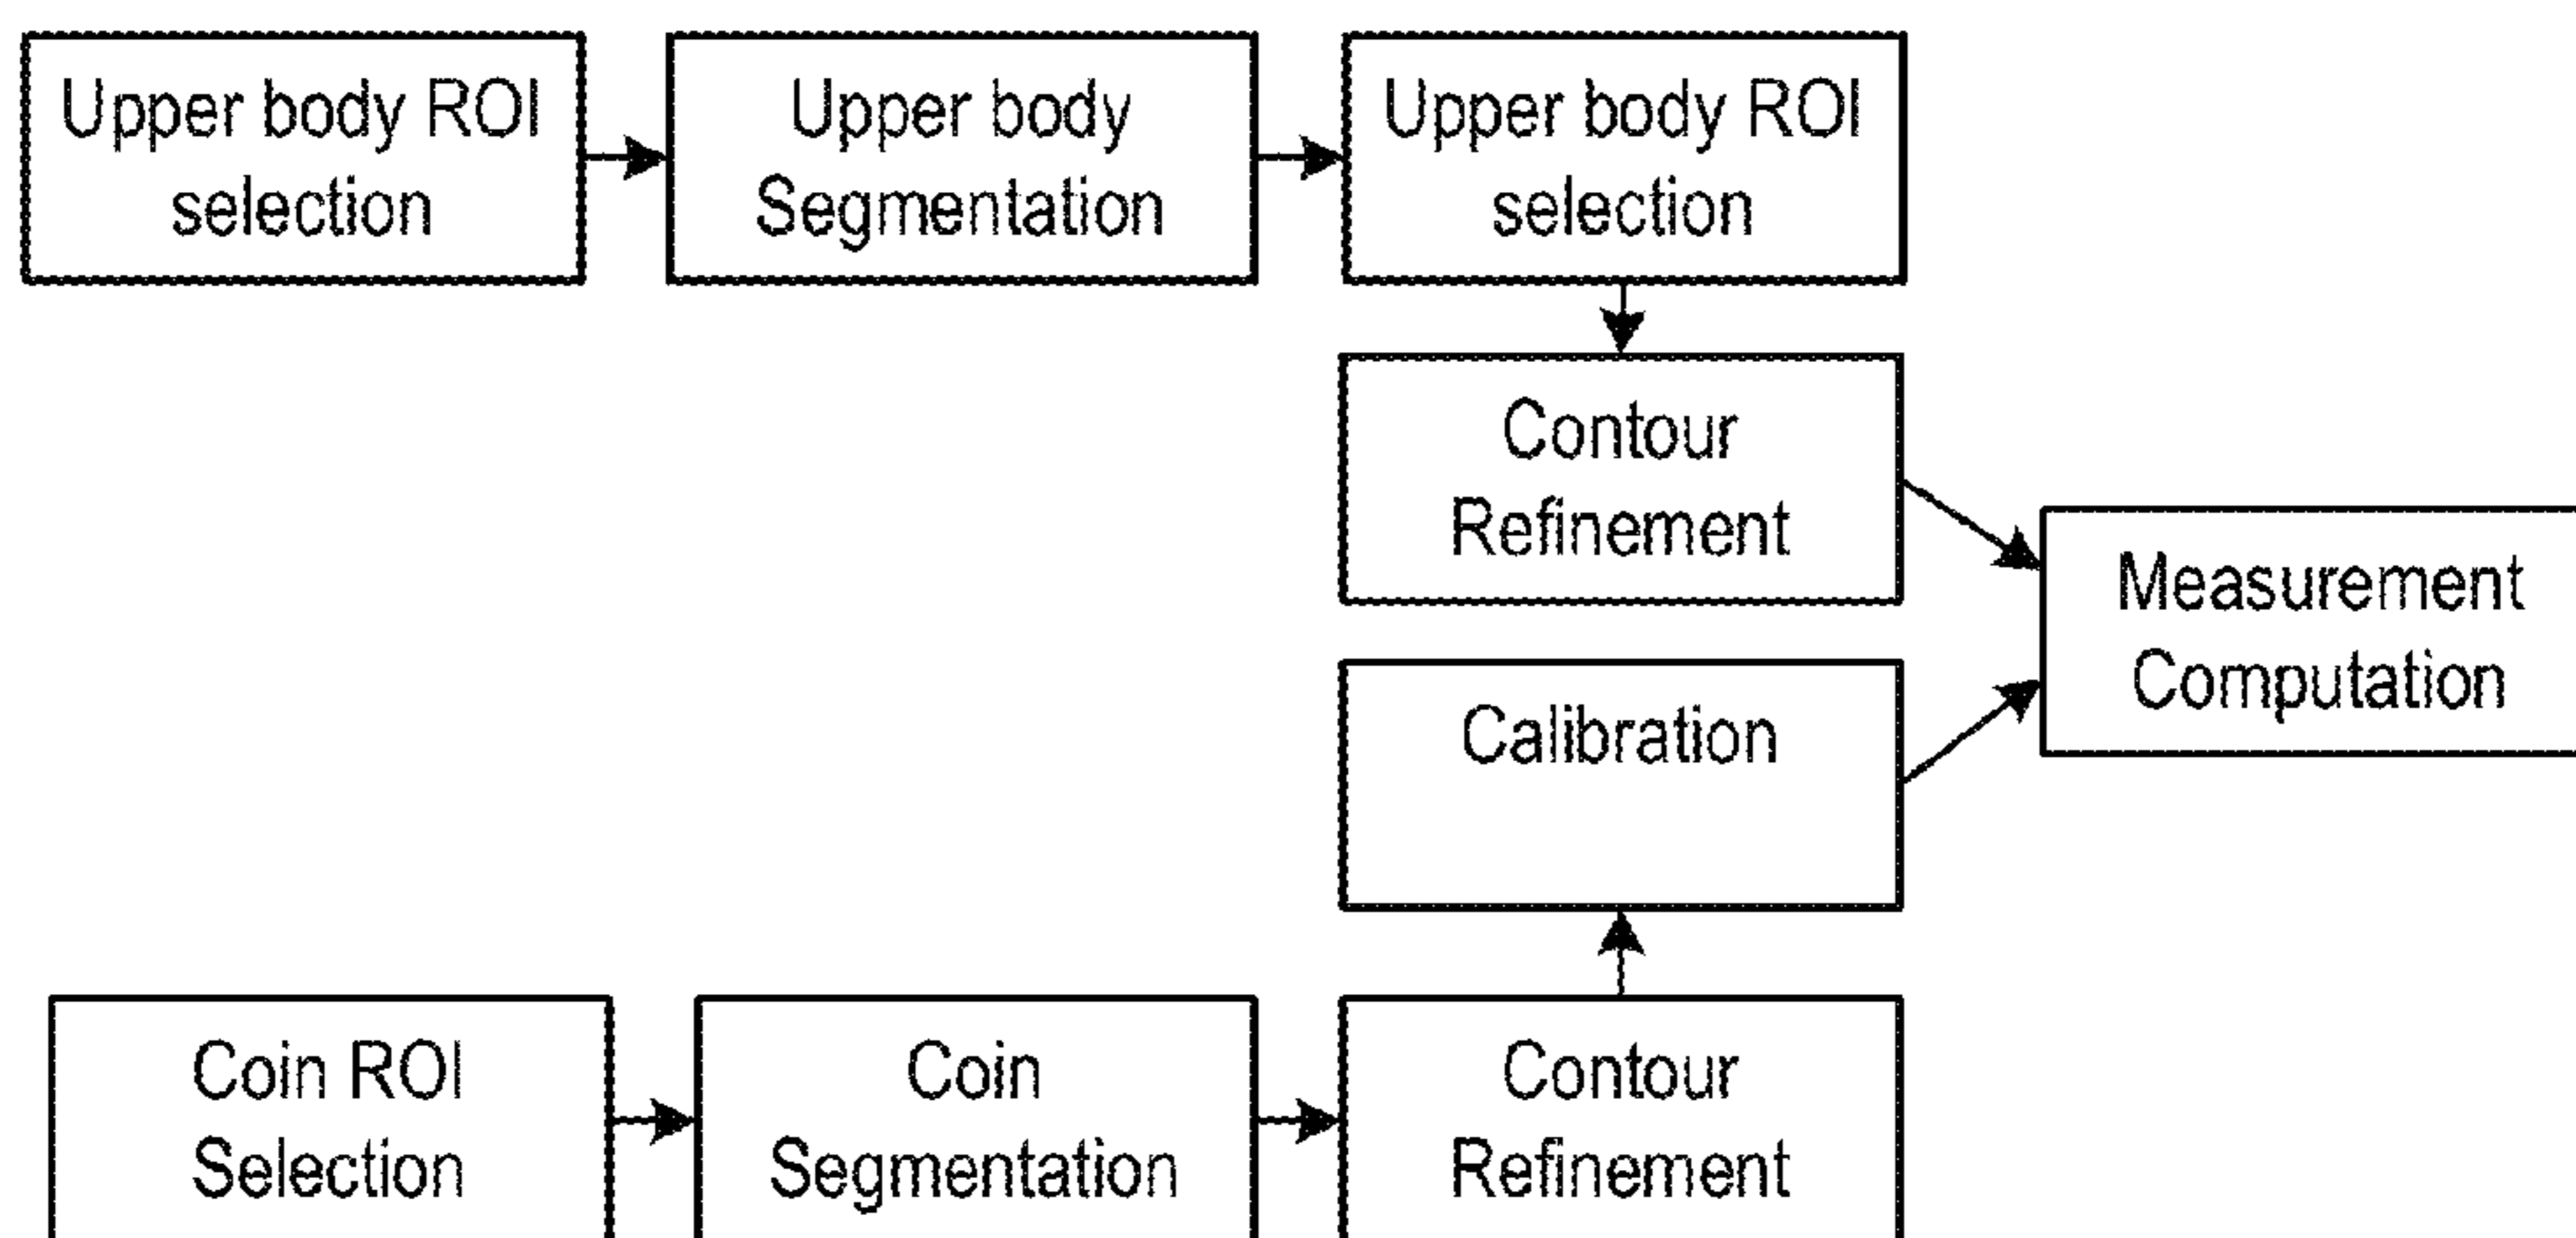 Upper body ROI
selection
Upper body
Segmentation
Upper body ROI
selection
Contour
Refinement
Measurement
Computation
Calibration
Coin ROI
Selection
Coin
Segmentation
Contour
Refinement